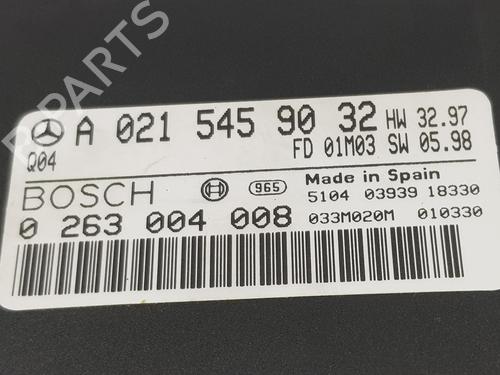 A 021 545 90 32 HW 32.97
Q04 FD 01M03 SW 05.98
BOSCH 965 Made in Spain
5104 03939 18330
0 263 004 008 033M020M 010330
B-PARTS